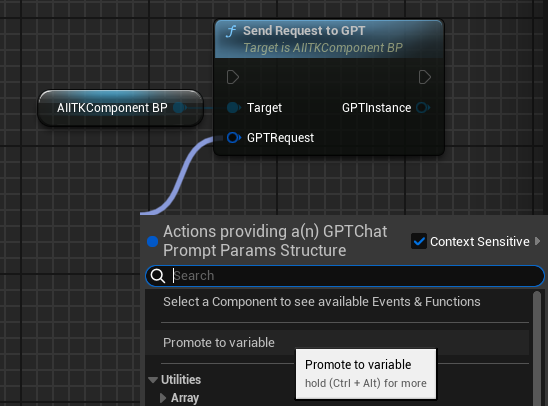 Send Request to GPT
Target is AIITKComponent BP
AIITKComponent BP
Target
GPTInstance
GPTRequest
Actions providing a(n) GPTChat
Prompt Params Structure
Context Sensitive
Search
Select a Component to see available Events & Functions
Promote to variable
Promote to variable
hold (Ctrl + Alt) for more
Utilities
Array